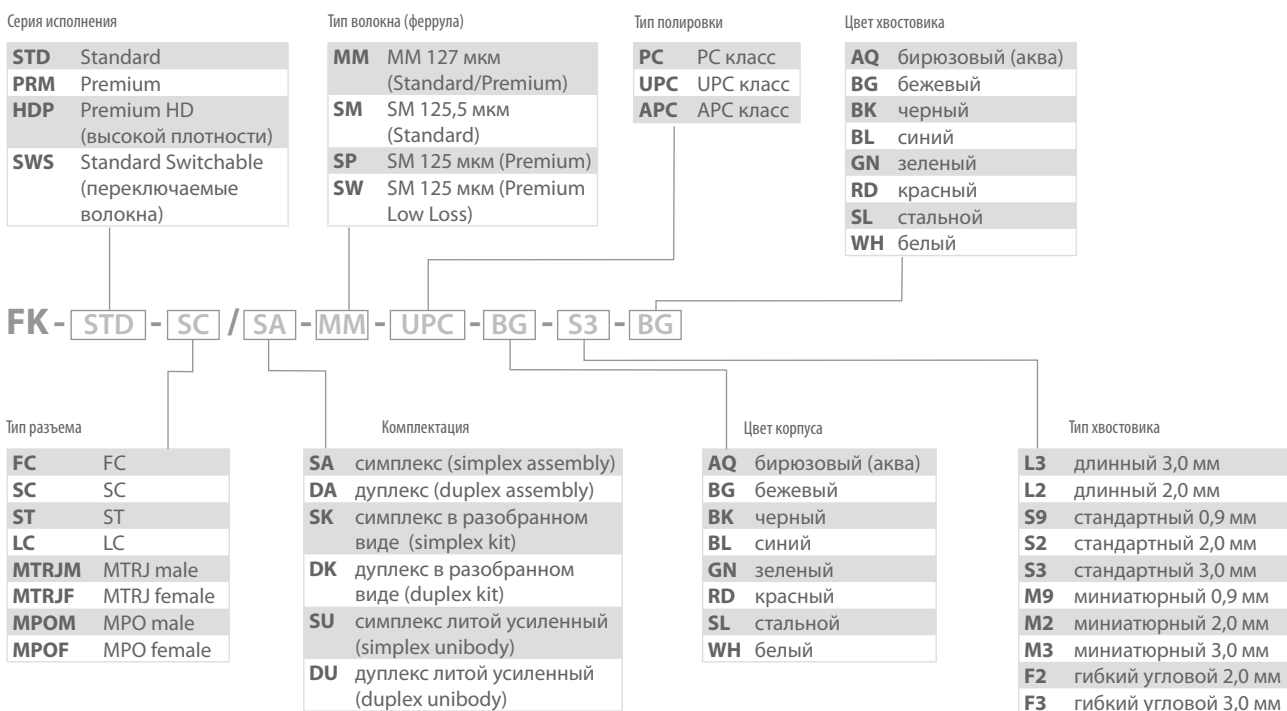 Серия исполнения
STD Standard
PRM Premium
HDP Premium HD
(высокой плотности)
SWS Standard Switchable
(переключаемые
волокна)
Тип волокна (феррула)
MM MM 127 мкм
(Standard/Premium)
SM SM 125,5 мкм
(Standard)
SP SM 125 мкм (Premium)
SW SM 125 мкм (Premium
Low Loss)
Тип полировки
PC PC класс
UPC UPC класс
APC APC класс
Цвет хвостовика
AQ бирюзовый (аква)
BG бежевый
BK черный
BL синий
GN зеленый
RD красный
SL стальной
WH белый
FK - STD - SC / SA - MM - UPC - BG - S3 - BG
Тип разъема
FC FC
SC SC
ST ST
LC LC
MTRJM MTRJ male
MTRJF MTRJ female
MPOM MPO male
MPOF MPO female
Комплектация
SA симплекс (simplex assembly)
DA дуплекс (duplex assembly)
SK симплекс в разобранном
виде (simplex kit)
DK дуплекс в разобранном
виде (duplex kit)
SU симплекс литой усиленный
(simplex unibody)
DU дуплекс литой усиленный
(duplex unibody)
Цвет корпуса
AQ бирюзовый (аква)
BG бежевый
BK черный
BL синий
GN зеленый
RD красный
SL стальной
WH белый
Тип хвостовика
L3 длинный 3,0 мм
L2 длинный 2,0 мм
S9 стандартный 0,9 мм
S2 стандартный 2,0 мм
S3 стандартный 3,0 мм
M9 миниатюрный 0,9 мм
M2 миниатюрный 2,0 мм
M3 миниатюрный 3,0 мм
F2 гибкий угловой 2,0 мм
F3 гибкий угловой 3,0 мм